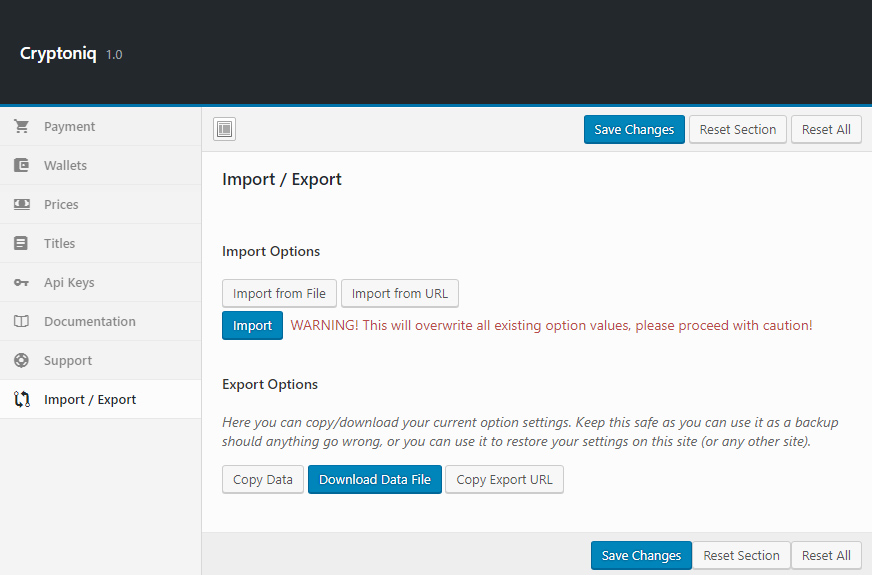 Cryptoniq 1.0
Payment
Wallets
Prices
Titles
Api Keys
Documentation
Support
Import / Export
Save Changes Reset Section Reset All
Import / Export
Import Options
Import from File Import from URL
Import WARNING! This will overwrite all existing option values, please proceed with caution!
Export Options
Here you can copy/download your current option settings. Keep this safe as you can use it as a backup
should anything go wrong, or you can use it to restore your settings on this site (or any other site).
Copy Data Download Data File Copy Export URL
Save Changes Reset Section Reset All